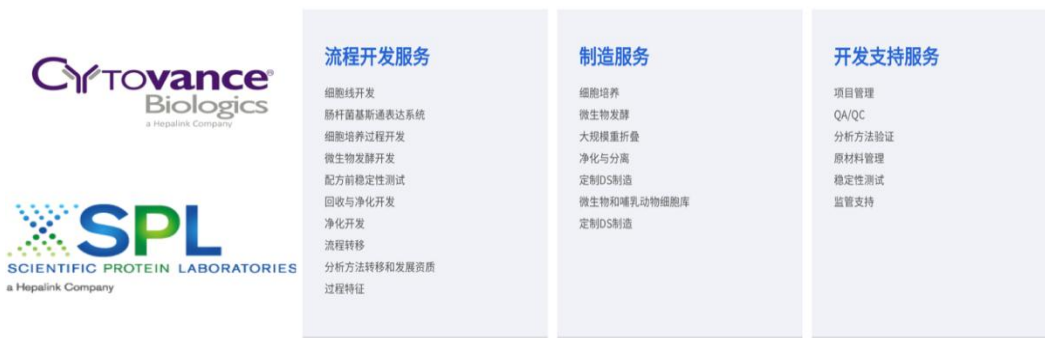 CYTOVANCE®
Biologics
a Hepalink Company
SPL
SCIENTIFIC PROTEIN LABORATORIES
a Hepalink Company
流程开发服务
细胞线开发
肠杆菌基斯通表达系统
细胞培养过程开发
微生物发酵开发
配方前稳定性测试
回收与净化开发
净化开发
流程转移
分析方法转移和发展资质
过程特征
制造服务
细胞培养
微生物发酵
大规模重折叠
净化与分离
定制DS制造
微生物和哺乳动物细胞库
定制DS制造
开发支持服务
项目管理
QA/QC
分析方法验证
原材料管理
稳定性测试
监管支持